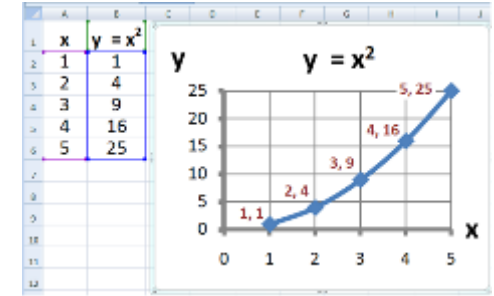 A B C D E F G H I J
1 x y = x²
2 1 1
3 2 4
4 3 9
5 4 16
6 5 25
7
8
9
10
11
12
y y = x²
25
20
15
10
5
0
5, 25
4, 16
3, 9
2, 4
1, 1
x
0 1 2 3 4 5